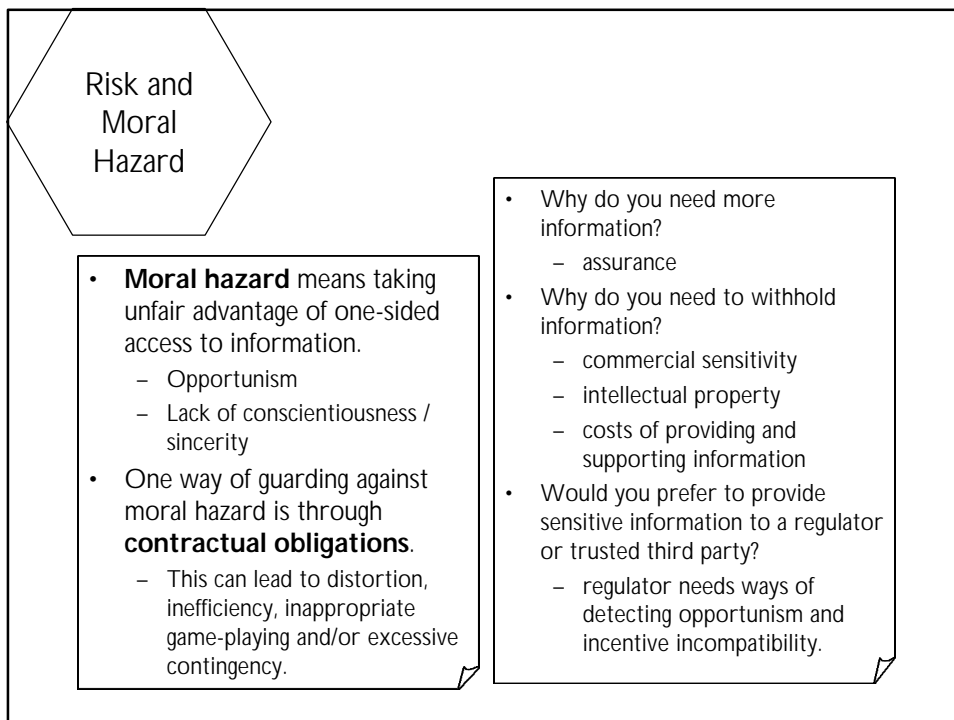 Risk and
Moral
Hazard
• Moral hazard means taking
unfair advantage of one-sided
access to information.
– Opportunism
– Lack of conscientiousness /
sincerity
• One way of guarding against
moral hazard is through
contractual obligations.
– This can lead to distortion,
inefficiency, inappropriate
game-playing and/or excessive
contingency.
• Why do you need more
information?
– assurance
• Why do you need to withhold
information?
– commercial sensitivity
– intellectual property
– costs of providing and
supporting information
• Would you prefer to provide
sensitive information to a regulator
or trusted third party?
– regulator needs ways of
detecting opportunism and
incentive incompatibility.